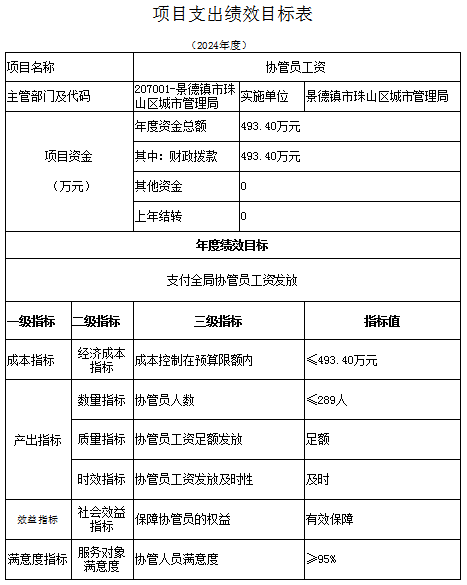 项目支出绩效目标表
（2024年度）
项目名称 协管员工资
主管部门及代码 207001-景德镇市珠山区城市管理局 实施单位 景德镇市珠山区城市管理局
项目资金
（万元）
年度资金总额 493.40万元
其中：财政拨款 493.40万元
其他资金 0
上年结转 0
年度绩效目标
支付全局协管员工资发放
一级指标 二级指标 三级指标 指标值
成本指标 经济成本指标 成本控制在预算限额内 ≤493.40万元
产出指标 数量指标 协管员人数 ≤289人
质量指标 协管员工资足额发放 足额
时效指标 协管员工资发放及时性 及时
效益指标 社会效益指标 保障协管员的权益 有效保障
满意度指标 服务对象满意度 协管人员满意度 ≥95%